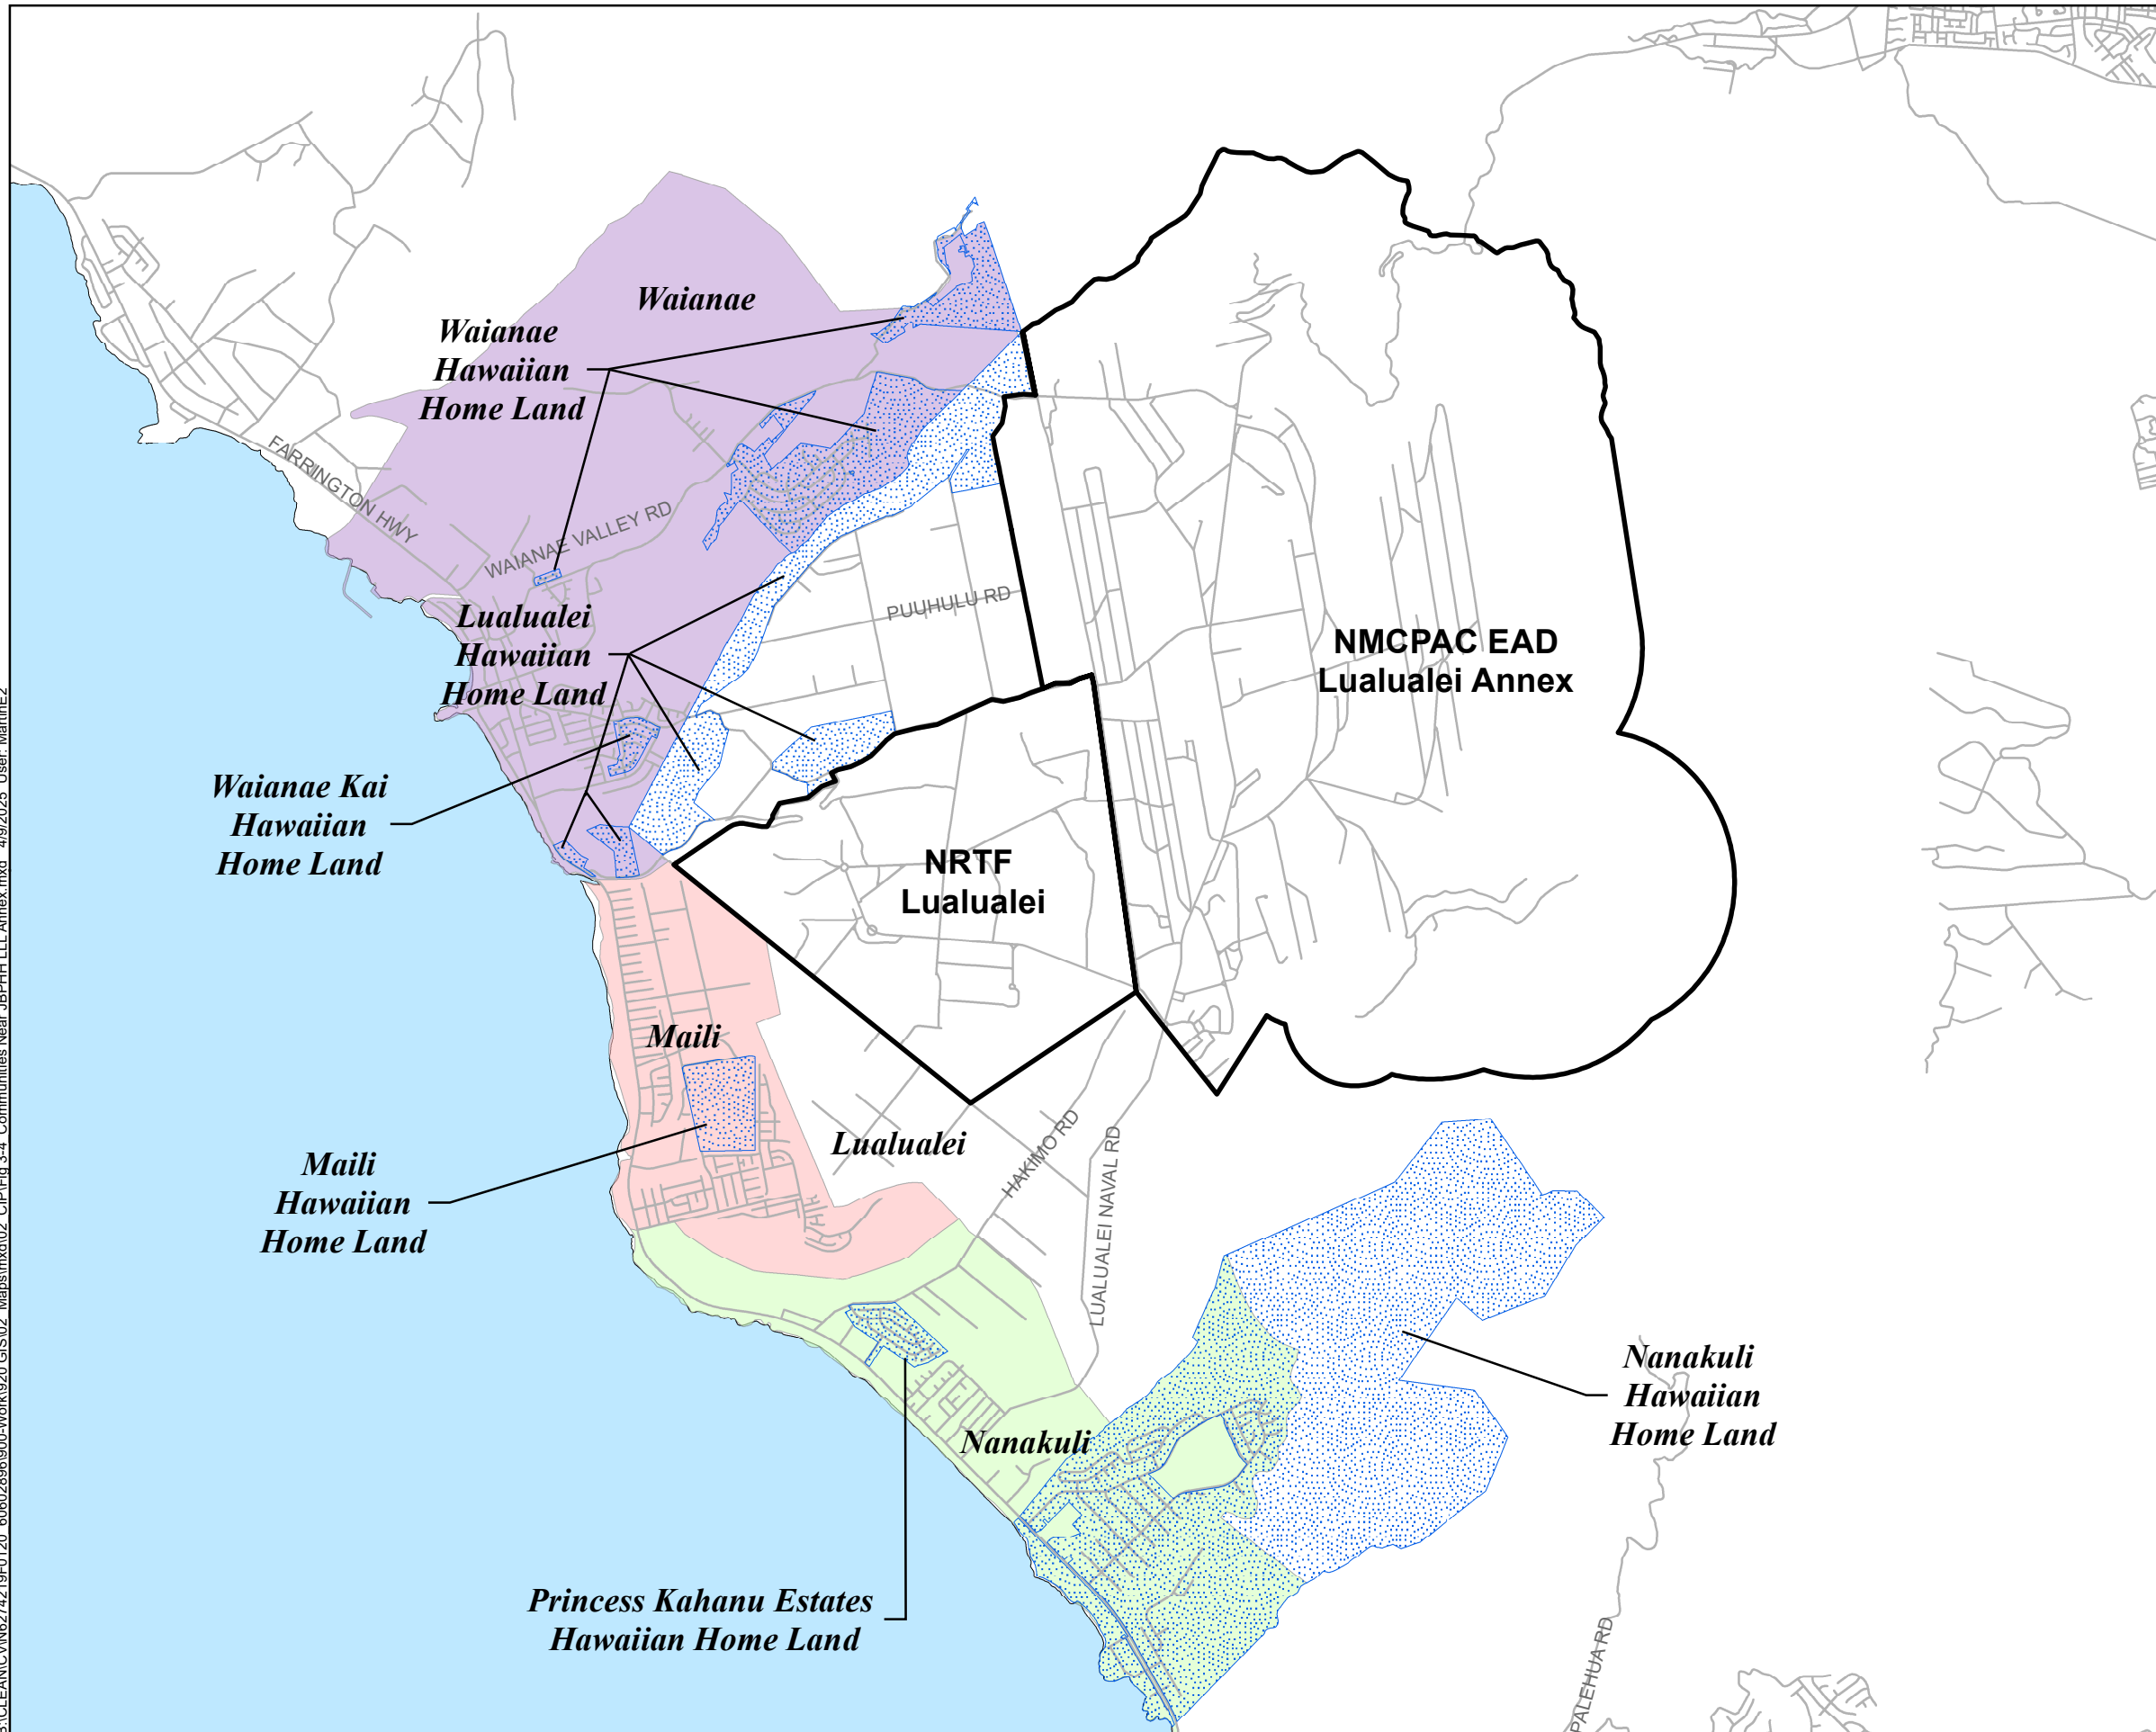 Waianae
Waianae
Hawaiian
Home Land
FARRINGTON HWY
WAIANAE VALLEY RD
PUUHULU RD
Lualualei
Hawaiian
Home Land
NMCPAC EAD
Lualualei Annex
Waianae Kai
Hawaiian
Home Land
NRTF
Lualualei
Maili
Maili
Hawaiian
Home Land
Lualualei
HAKIMO RD
LUALUALEI NAVAL RD
Nanakuli
Hawaiian
Home Land
Nanakuli
Princess Kahanu Estates
Hawaiian Home Land
PALEHUA RD